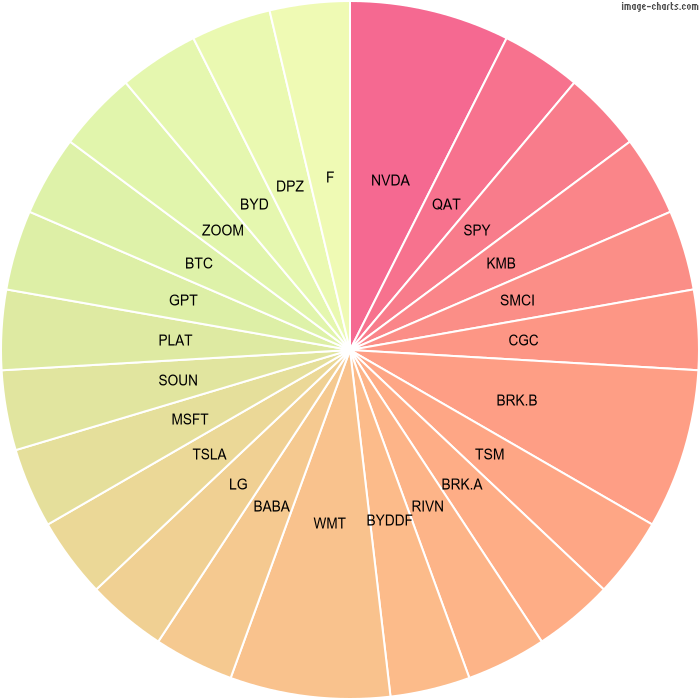 image-charts.com
NVDA
QAT
SPY
KMB
SMCI
CGC
BRK.B
TSM
BRK.A
RIVN
BYDDF
WMT
BABA
LG
TSLA
MSFT
SOUN
PLAT
GPT
BTC
ZOOM
BYD
DPZ
F